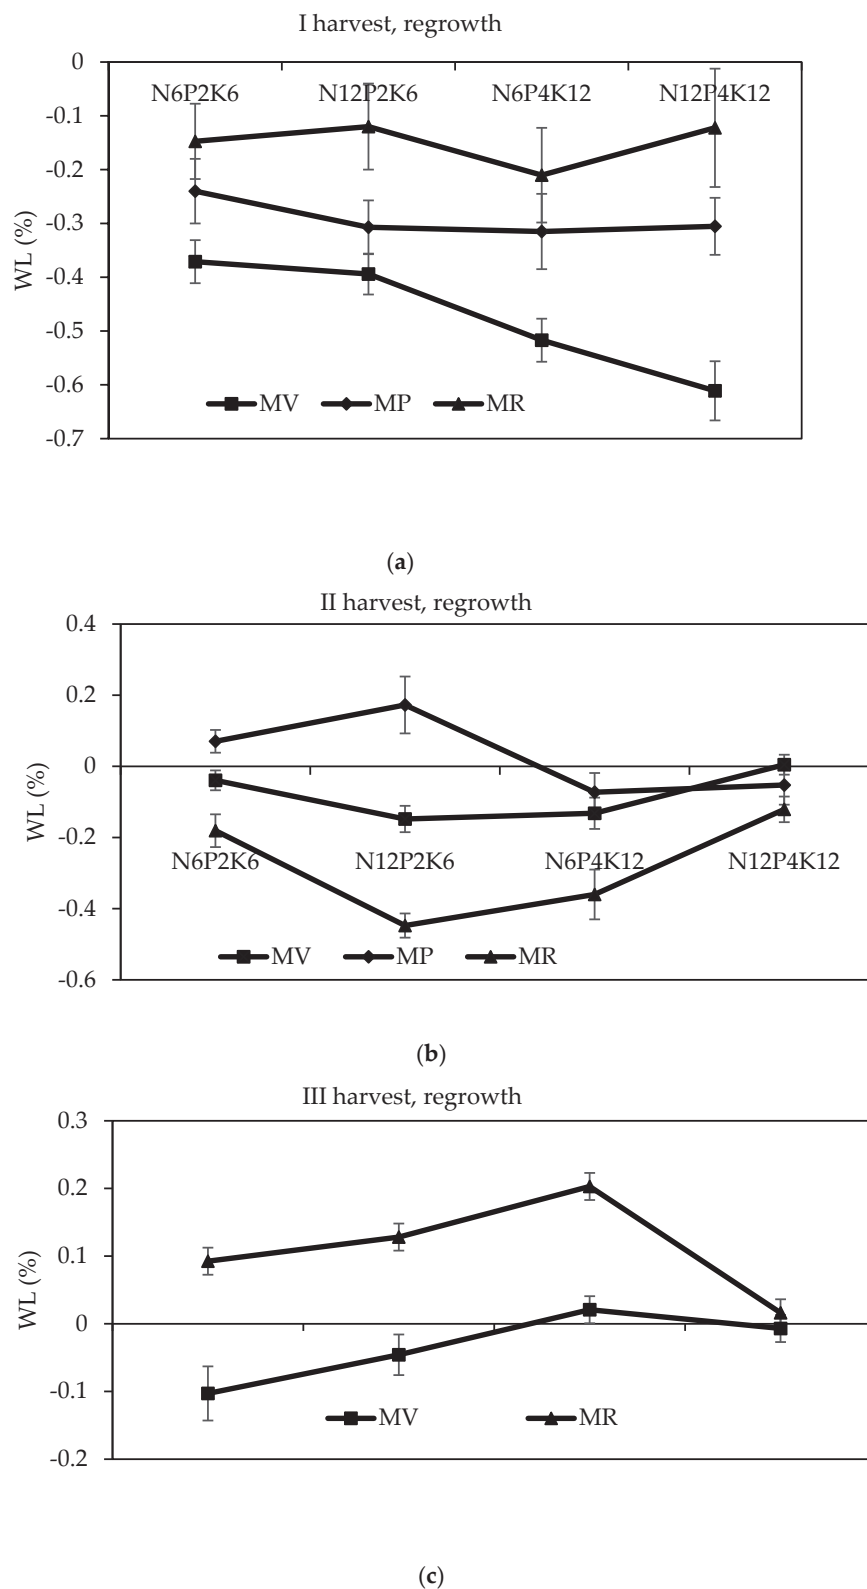 I harvest, regrowth
0
N6P2K6 N12P2K6 N6P4K12 N12P4K12
-0.1
-0.2
-0.3
-0.4
-0.5
-0.6
-0.7
WL (%)
MV MP MR
(a)
II harvest, regrowth
0.4
0.2
0
-0.2
N6P2K6 N12P2K6 N6P4K12 N12P4K12
-0.4
-0.6
WL (%)
MV MP MR
(b)
III harvest, regrowth
0.3
0.2
0.1
0
-0.1
-0.2
WL (%)
MV MR
(c)